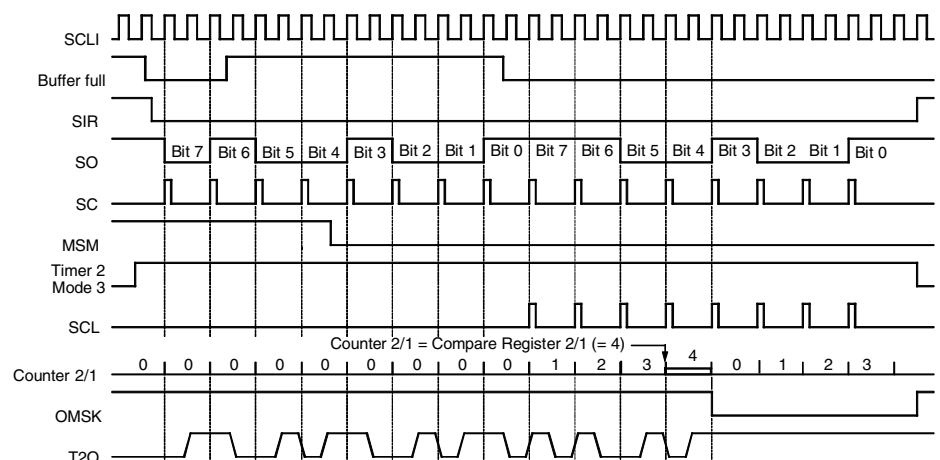 SCLI
Buffer full
SIR
SO Bit 7 Bit 6 Bit 5 Bit 4 Bit 3 Bit 2 Bit 1 Bit 0 Bit 7 Bit 6 Bit 5 Bit 4 Bit 3 Bit 2 Bit 1 Bit 0
SC
MSM
Timer 2
Mode 3
SCL
Counter 2/1 = Compare Register 2/1 (= 4)
Counter 2/1 0 0 0 0 0 0 0 0 0 1 2 3 4 0 1 2 3
OMSK
T2O